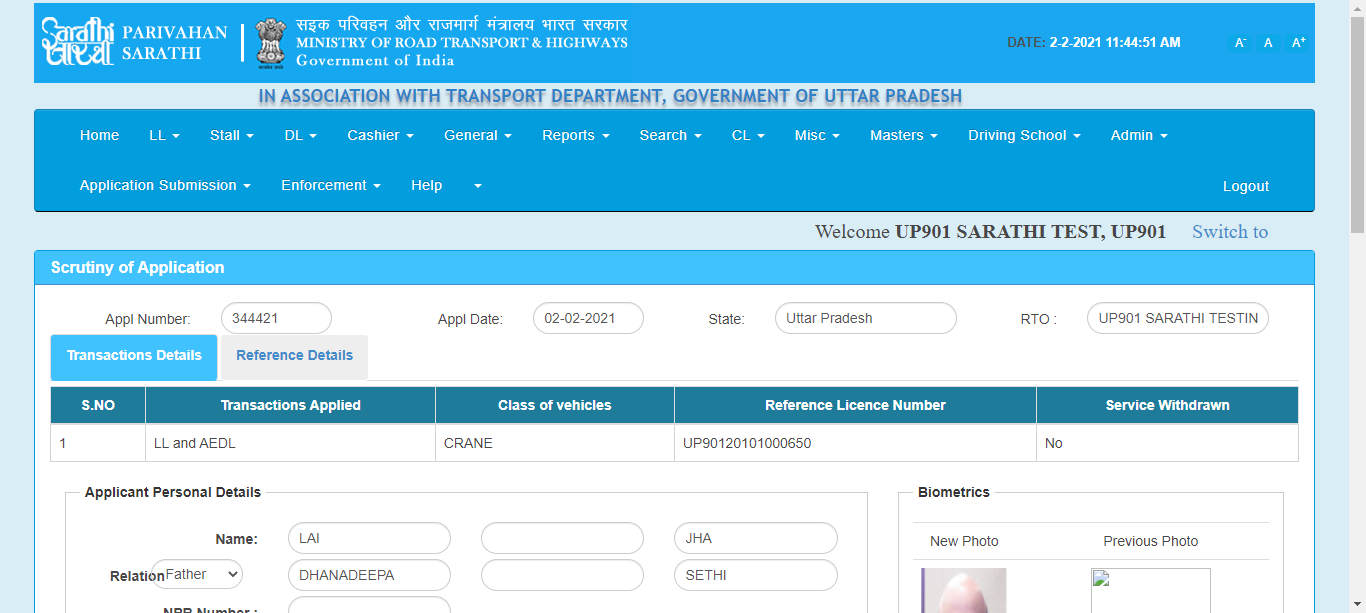 Sarathi सारथी PARIVAHAN SARATHI
सड़क परिवहन और राजमार्ग मंत्रालय भारत सरकार
MINISTRY OF ROAD TRANSPORT & HIGHWAYS
Government of India
DATE: 2-2-2021 11:44:51 AM A- A A+
IN ASSOCIATION WITH TRANSPORT DEPARTMENT, GOVERNMENT OF UTTAR PRADESH
Home LL Stall DL Cashier General Reports Search CL Misc Masters Driving School Admin
Application Submission Enforcement Help Logout
Welcome UP901 SARATHI TEST, UP901 Switch to
Scrutiny of Application
Appl Number: 344421 Appl Date: 02-02-2021 State: Uttar Pradesh RTO : UP901 SARATHI TESTIN
Transactions Details Reference Details
S.NO Transactions Applied Class of vehicles Reference Licence Number Service Withdrawn
1 LL and AEDL CRANE UP90120101000650 No
Applicant Personal Details Biometrics
Name: LAI JHA New Photo Previous Photo
Relation Father DHANADEEPA SETHI
NPR Number :